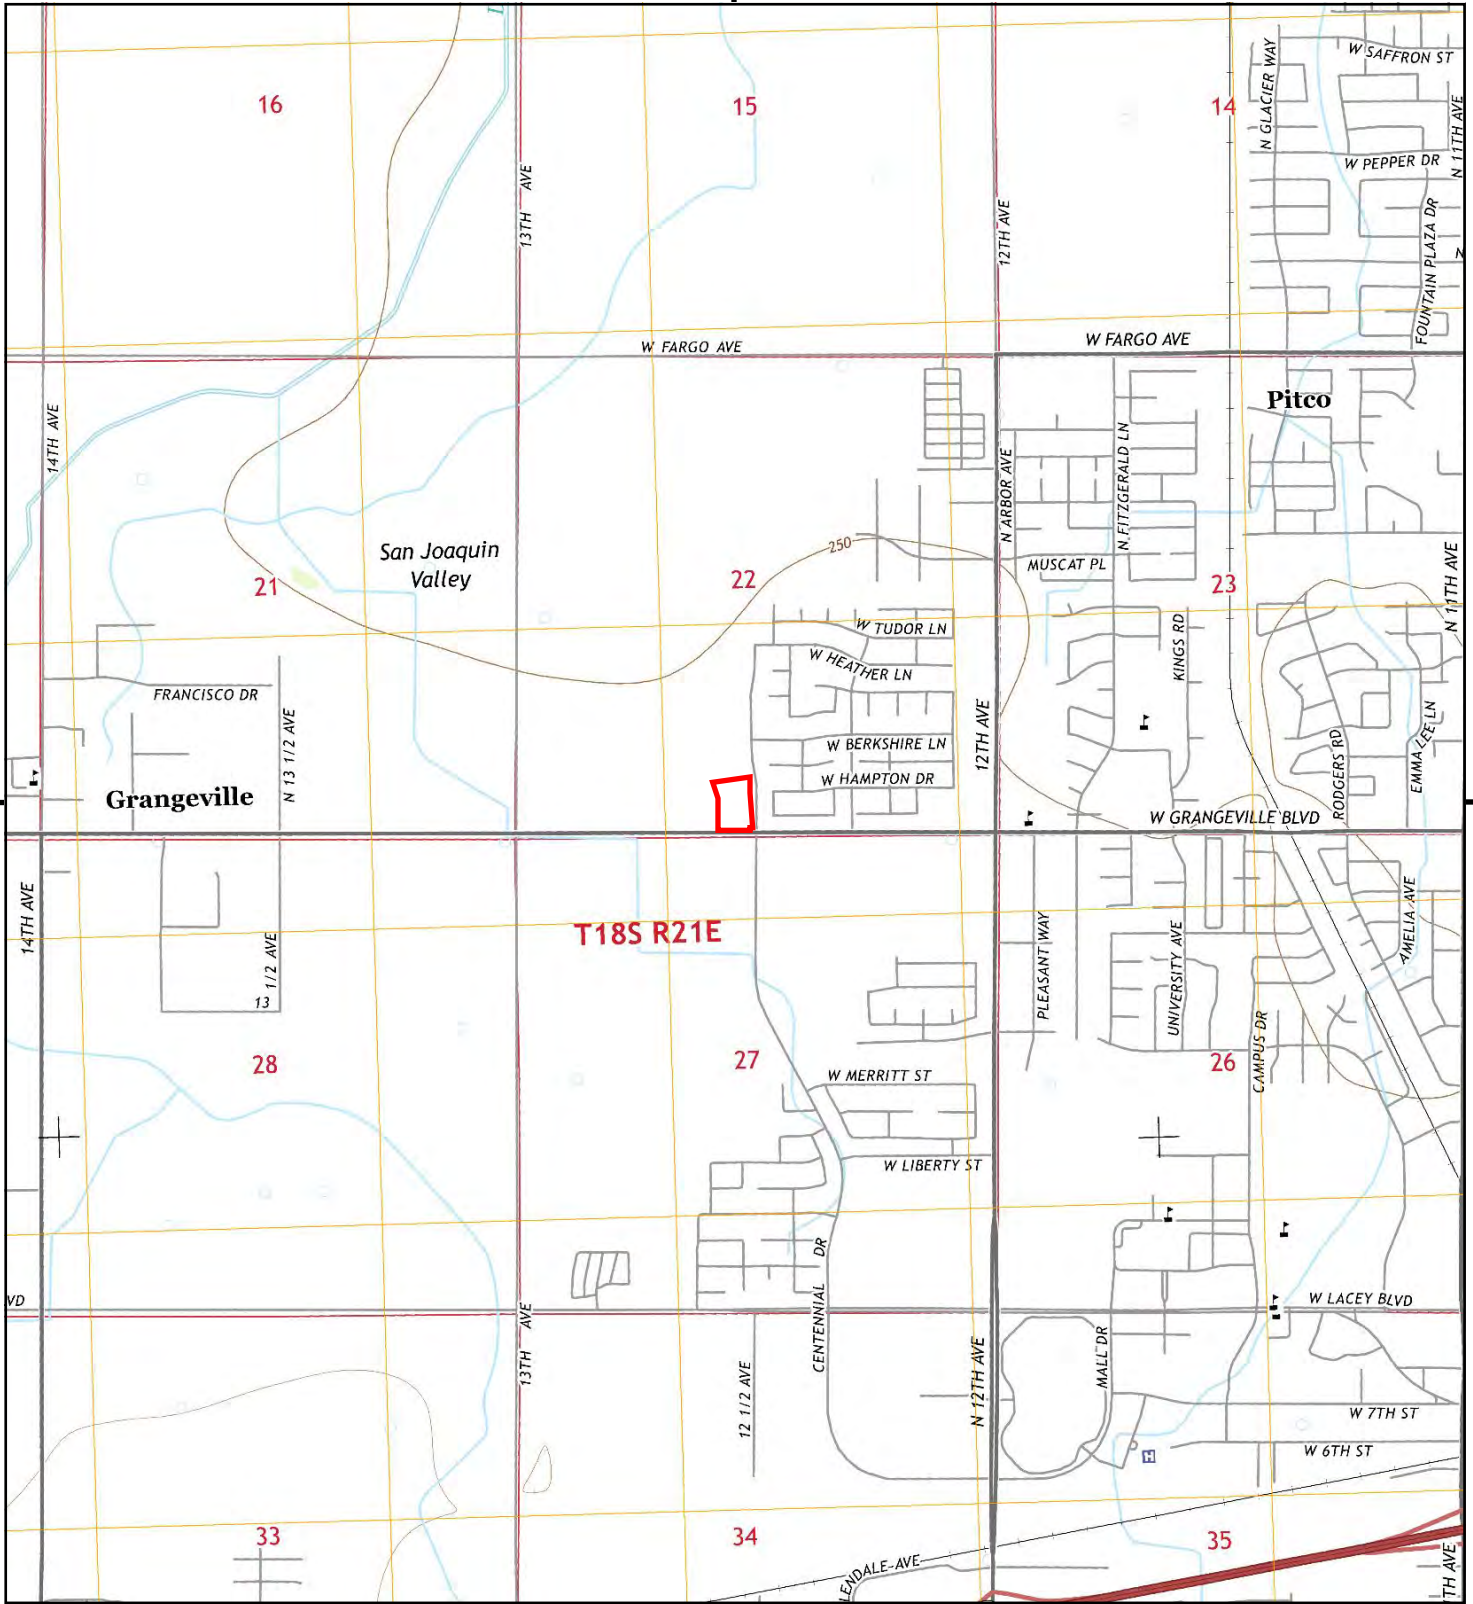 W SAFFRON ST
N GLACIER WAY
16
15
14
N 11TH AVE
W PEPPER DR
13TH AVE
12TH AVE
FOUNTAIN PLAZA DR
N
W FARGO AVE
W FARGO AVE
Pitco
14TH AVE
N ARBOR AVE
N FITZGERALD LN
250
San Joaquin
Valley
MUSCAT PL
21
22
23
N 11TH AVE
W TUDOR LN
W HEATHER LN
KINGS RD
FRANCISCO DR
N 13 1/2 AVE
12TH AVE
W BERKSHIRE LN
W HAMPTON DR
RODGERS RD
EMMA LEE LN
Grangeville
W GRANGEVILLE BLVD
14TH AVE
T18S R21E
13 1/2 AVE
PLEASANT WAY
UNIVERSITY AVE
AMELIA AVE
28
27
26
CAMPUS DR
W MERRITT ST
W LIBERTY ST
CENTENNIAL DR
VD
W LACEY BLVD
13TH AVE
12 1/2 AVE
N 12TH AVE
MALL DR
W 7TH ST
W 6TH ST
H
33
34
35
LENDALE AVE
TH AVE